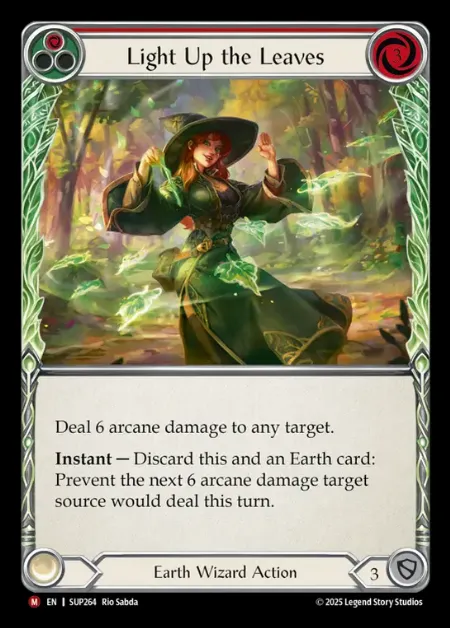 Light Up the Leaves
3
Deal 6 arcane damage to any target.
Instant — Discard this and an Earth card:
Prevent the next 6 arcane damage target
source would deal this turn.
Earth Wizard Action
3
M EN | SUP264 Rio Sabda
© 2025 Legend Story Studios